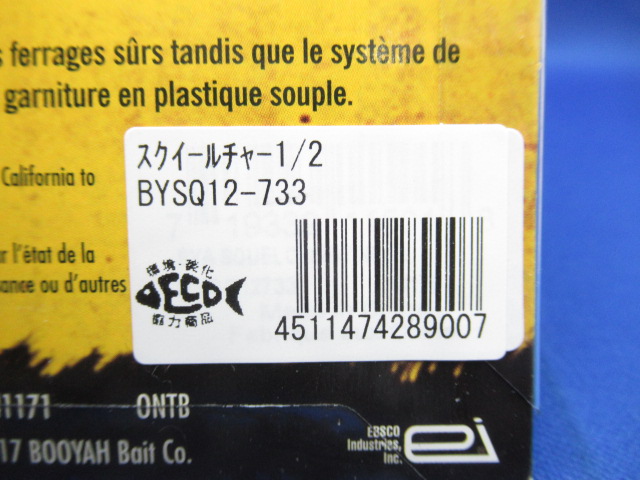 ferrages sûrs tandis que le système de
garniture en plastique souple.
スクイールチャー1/2
BYSQ12-733
California to
l'état de la
ou d'autres
環境・美化
ECO
協力商品
4511474289007
1171 ONTB
17 BOOYAH Bait Co.
EBSCO
Industries,
Inc.
ei